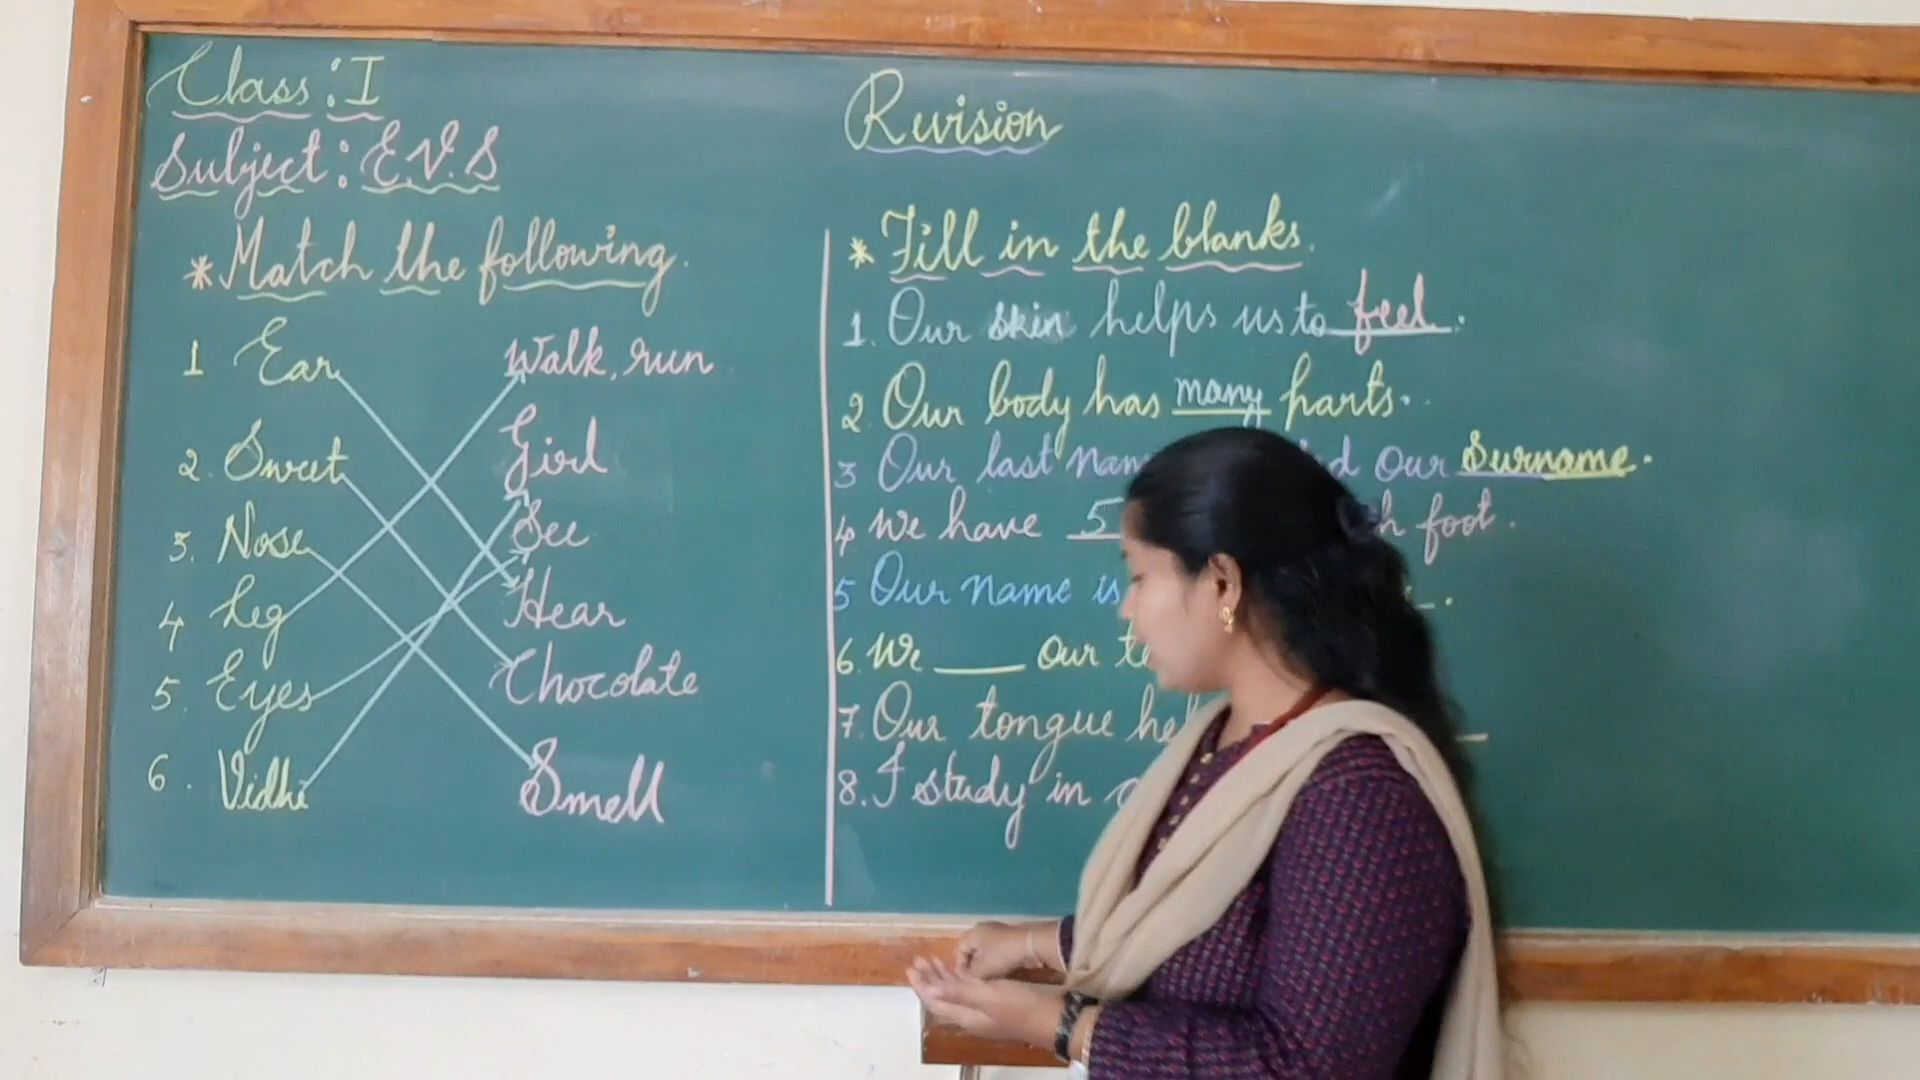 Class : I
Subject : E.V.S
* Match the following.
1 Ear Walk, run
2. Sweet Girl
3. Nose See
4 Leg Hear
5. Eyes Chocolate
6. Vidhi Smell
Revision
* Fill in the blanks.
1. Our skin helps us to feel.
2. Our body has many parts.
3 Our last our Surname.
4 We have 5 foot.
5 Our name is
6. We ____ our
7. Our tongue
8. I study in